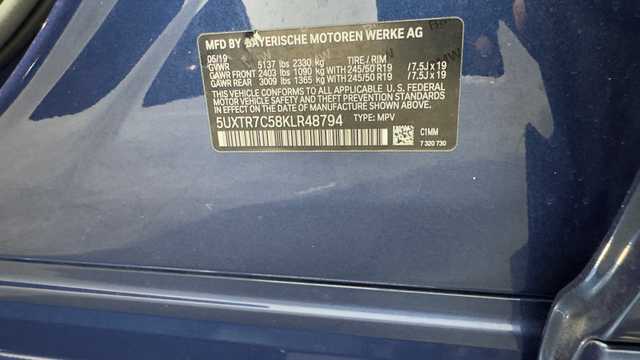 MFD BY BAYERISCHE MOTOREN WERKE AG
05/19
GVWR 5137 lbs 2330 kg TIRE / RIM
GAWR FRONT 2403 lbs 1090 kg WITH 245/50 R19 / 7.5J x 19
GAWR REAR 3009 lbs 1365 kg WITH 245/50 R19 / 7.5J x 19
THIS VEHICLE CONFORMS TO ALL APPLICABLE U. S. FEDERAL
MOTOR VEHICLE SAFETY, BUMPER, AND THEFT PREVENTION
STANDARDS IN EFFECT ON THE DATE OF MANUFACTURE
SHOWN ABOVE.
5UXTR7C58KLR48794 TYPE: MPV
C1MM
7 320 730